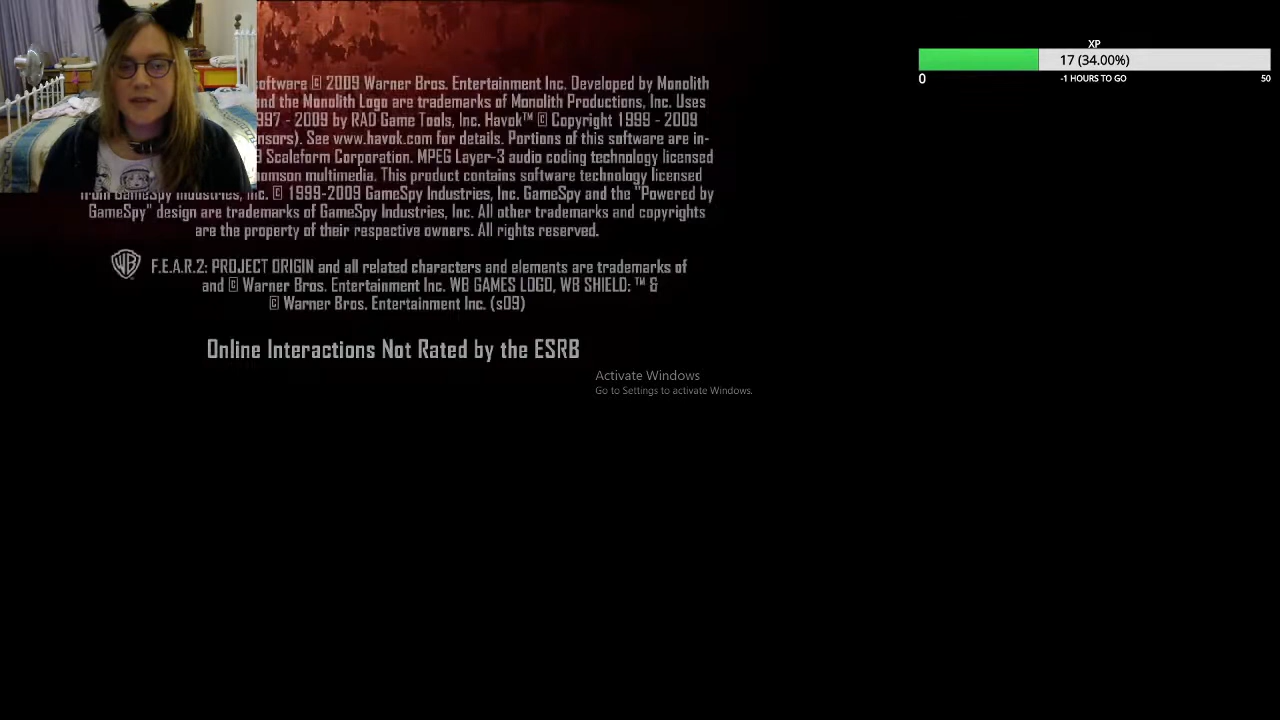 software © 2009 Warner Bros. Entertainment Inc. Developed by Monolith
and the Monolith Logo are trademarks of Monolith Productions, Inc. Uses
997 - 2009 by RAD Game Tools, Inc. Havok™ © Copyright 1999 - 2009
nsors). See www.havok.com for details. Portions of this software are in-
Scaleform Corporation. MPEG Layer-3 audio coding technology licensed
omson multimedia. This product contains software technology licensed
from GameSpy Industries, Inc. © 1999-2009 GameSpy Industries, Inc. GameSpy and the "Powered by
GameSpy" design are trademarks of GameSpy Industries, Inc. All other trademarks and copyrights
are the property of their respective owners. All rights reserved.
WB F.E.A.R.2: PROJECT ORIGIN and all related characters and elements are trademarks of
and © Warner Bros. Entertainment Inc. WB GAMES LOGO, WB SHIELD: ™ &
© Warner Bros. Entertainment Inc. (s09)
Online Interactions Not Rated by the ESRB
Activate Windows
Go to Settings to activate Windows.
XP
17 (34.00%)
0 -1 HOURS TO GO 50